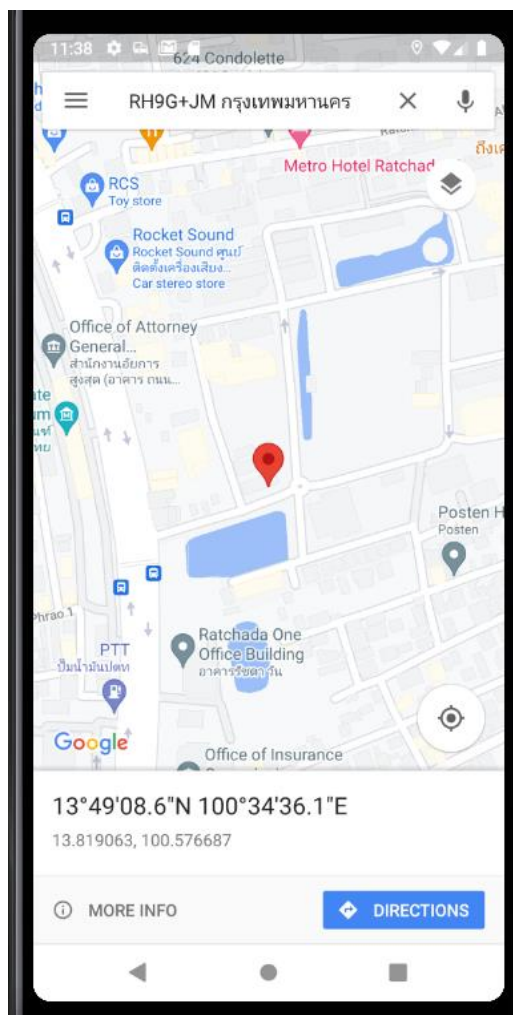 11:38
624 Condolette
RH9G+JM กรุงเทพมหานคร
Metro Hotel Ratchad
RCS
Toy store
Rocket Sound
Rocket Sound ศูนย์
ติดตั้งเครื่องเสียง...
Car stereo store
Office of Attorney
General...
สำนักงานอัยการ
สูงสุด (อาคาร ถนน...
Posten H
Posten
Phrao 1
PTT
ปั๊มน้ำมันปตท
Ratchada One
Office Building
อาคารรัชดา วัน
Google
Office of Insurance
13°49'08.6"N 100°34'36.1"E
13.819063, 100.576687
MORE INFO
DIRECTIONS